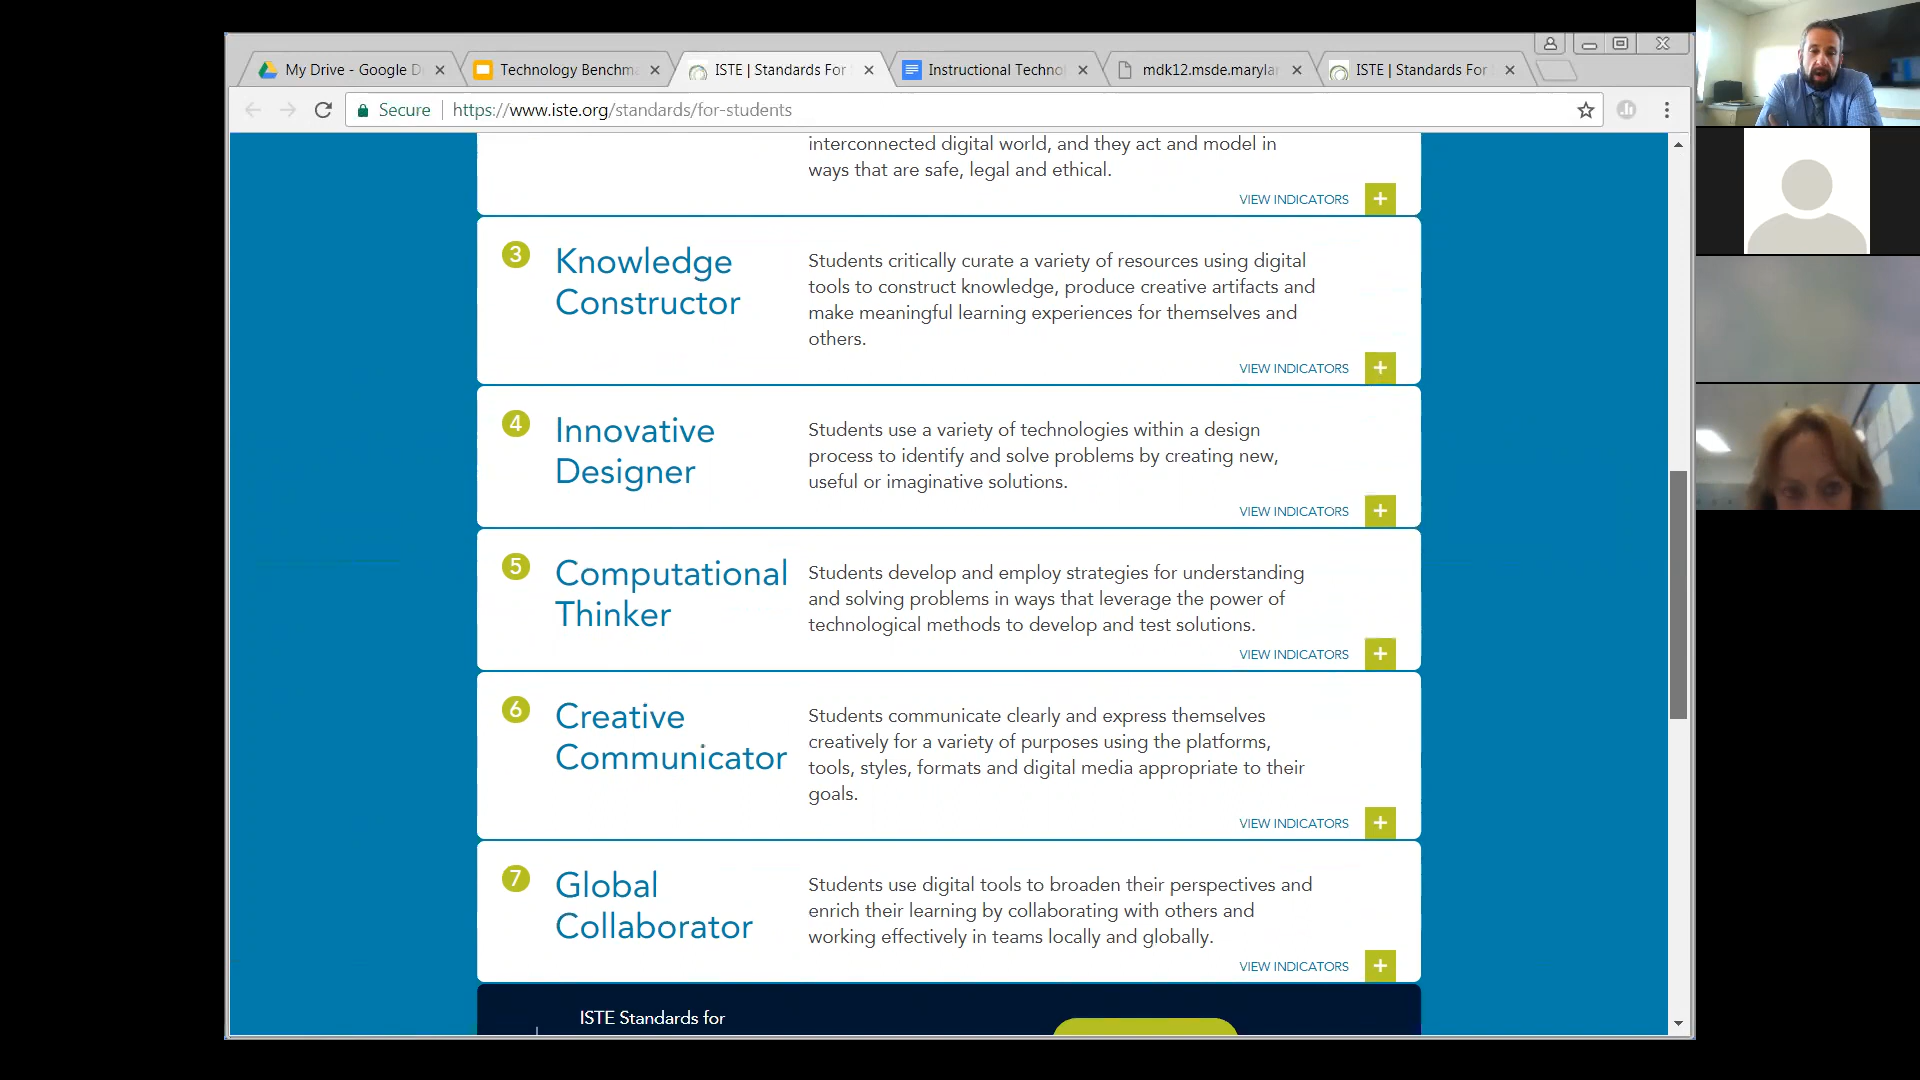 My Drive - Google D
Technology Benchm
ISTE | Standards For
Instructional Techno
mdk12.msde.maryla
ISTE | Standards For
Secure
https://www.iste.org/standards/for-students
interconnected digital world, and they act and model in
ways that are safe, legal and ethical.
VIEW INDICATORS +
3
Knowledge
Constructor
Students critically curate a variety of resources using digital
tools to construct knowledge, produce creative artifacts and
make meaningful learning experiences for themselves and
others.
VIEW INDICATORS +
4
Innovative
Designer
Students use a variety of technologies within a design
process to identify and solve problems by creating new,
useful or imaginative solutions.
VIEW INDICATORS +
5
Computational
Thinker
Students develop and employ strategies for understanding
and solving problems in ways that leverage the power of
technological methods to develop and test solutions.
VIEW INDICATORS +
6
Creative
Communicator
Students communicate clearly and express themselves
creatively for a variety of purposes using the platforms,
tools, styles, formats and digital media appropriate to their
goals.
VIEW INDICATORS +
7
Global
Collaborator
Students use digital tools to broaden their perspectives and
enrich their learning by collaborating with others and
working effectively in teams locally and globally.
VIEW INDICATORS +
ISTE Standards for